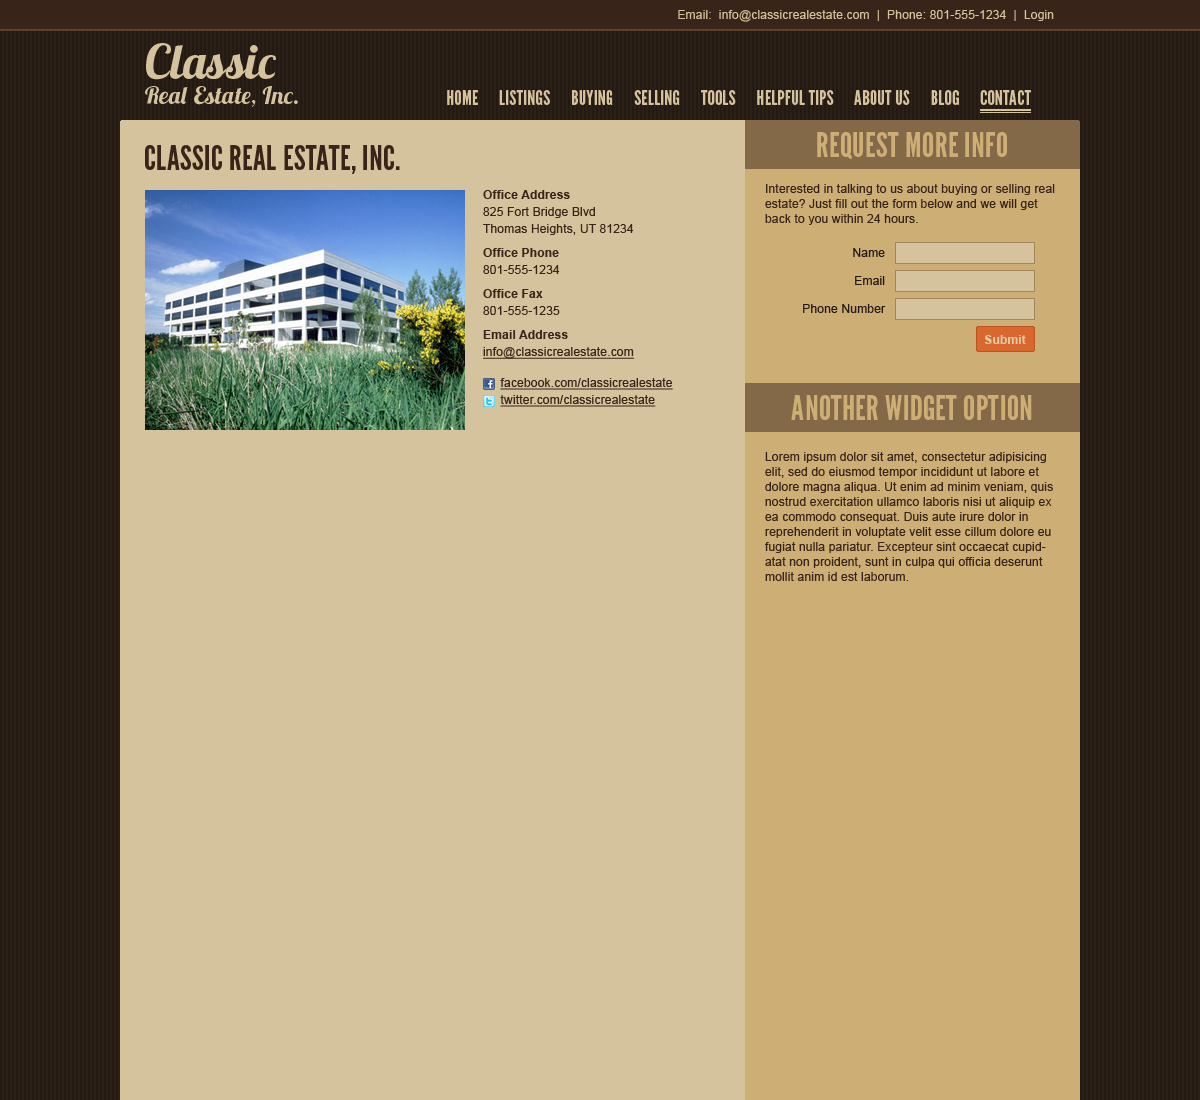 Email: info@classicrealestate.com | Phone: 801-555-1234 | Login
Classic
Real Estate, Inc.
HOME LISTINGS BUYING SELLING TOOLS HELPFUL TIPS ABOUT US BLOG CONTACT
CLASSIC REAL ESTATE, INC.
Office Address
825 Fort Bridge Blvd
Thomas Heights, UT 81234
Office Phone
801-555-1234
Office Fax
801-555-1235
Email Address
info@classicrealestate.com
facebook.com/classicrealestate
twitter.com/classicrealestate
REQUEST MORE INFO
Interested in talking to us about buying or selling real
estate? Just fill out the form below and we will get
back to you within 24 hours.
Name
Email
Phone Number
Submit
ANOTHER WIDGET OPTION
Lorem ipsum dolor sit amet, consectetur adipisicing
elit, sed do eiusmod tempor incididunt ut labore et
dolore magna aliqua. Ut enim ad minim veniam, quis
nostrud exercitation ullamco laboris nisi ut aliquip ex
ea commodo consequat. Duis aute irure dolor in
reprehenderit in voluptate velit esse cillum dolore eu
fugiat nulla pariatur. Excepteur sint occaecat cupid-
atat non proident, sunt in culpa qui officia deserunt
mollit anim id est laborum.